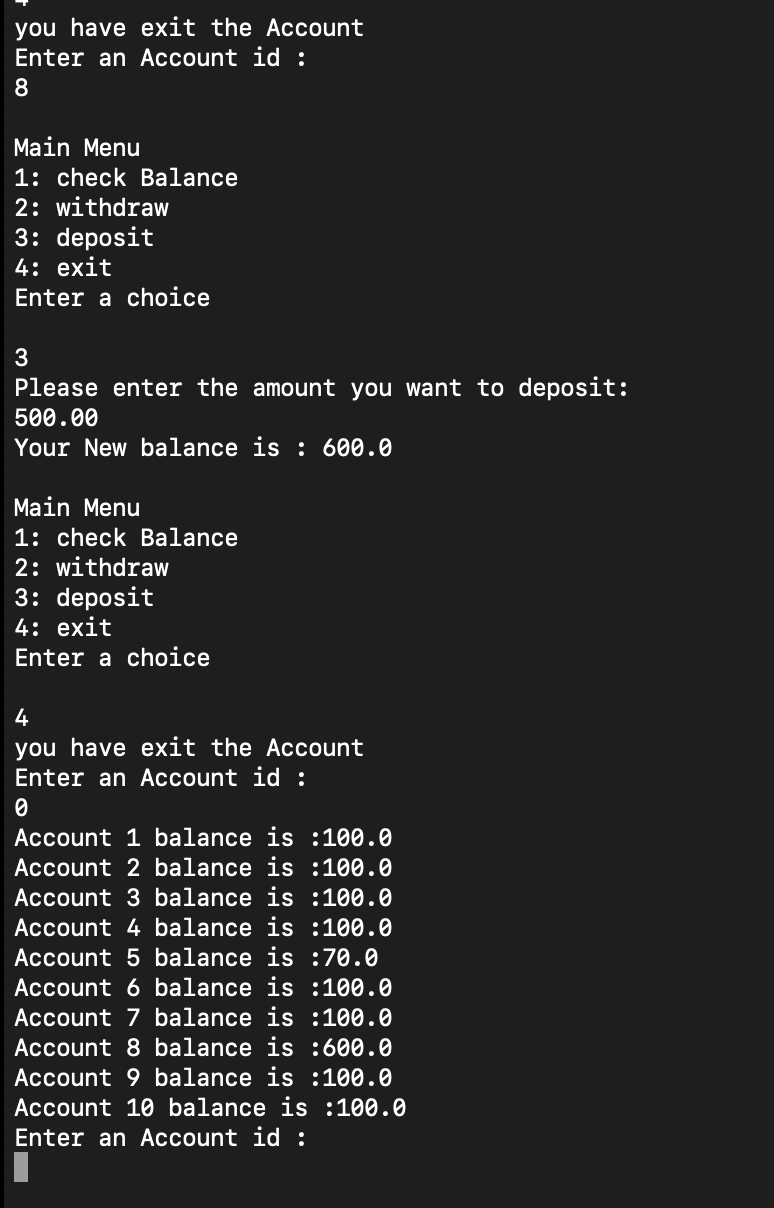 4
you have exit the Account
Enter an Account id :
8
Main Menu
1: check Balance
2: withdraw
3: deposit
4: exit
Enter a choice
3
Please enter the amount you want to deposit:
500.00
Your New balance is : 600.0
Main Menu
1: check Balance
2: withdraw
3: deposit
4: exit
Enter a choice
4
you have exit the Account
Enter an Account id :
0
Account 1 balance is :100.0
Account 2 balance is :100.0
Account 3 balance is :100.0
Account 4 balance is :100.0
Account 5 balance is :70.0
Account 6 balance is :100.0
Account 7 balance is :100.0
Account 8 balance is :600.0
Account 9 balance is :100.0
Account 10 balance is :100.0
Enter an Account id :